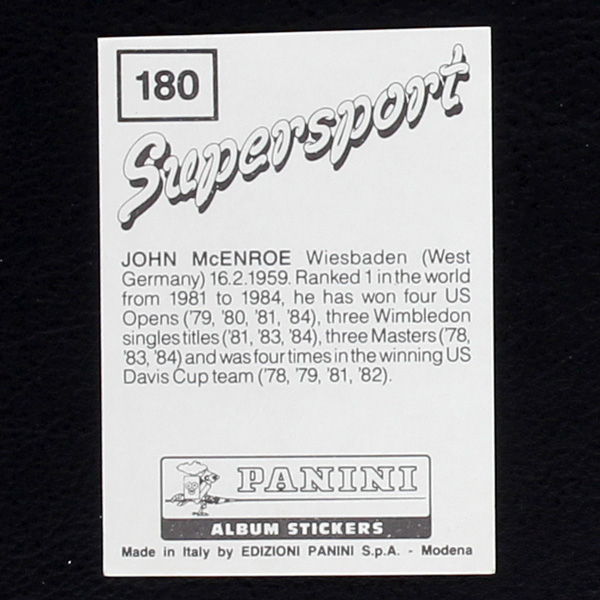 180
Supersport
JOHN McENROE Wiesbaden (West
Germany) 16.2.1959. Ranked 1 in the world
from 1981 to 1984, he has won four US
Opens ('79, '80, '81, '84), three Wimbledon
singles titles ('81, '83, '84), three Masters ('78,
'83, '84) and was four times in the winning US
Davis Cup team ('78, '79, '81, '82).
PANINI
ALBUM STICKERS
Made in Italy by EDIZIONI PANINI S.p.A. - Modena